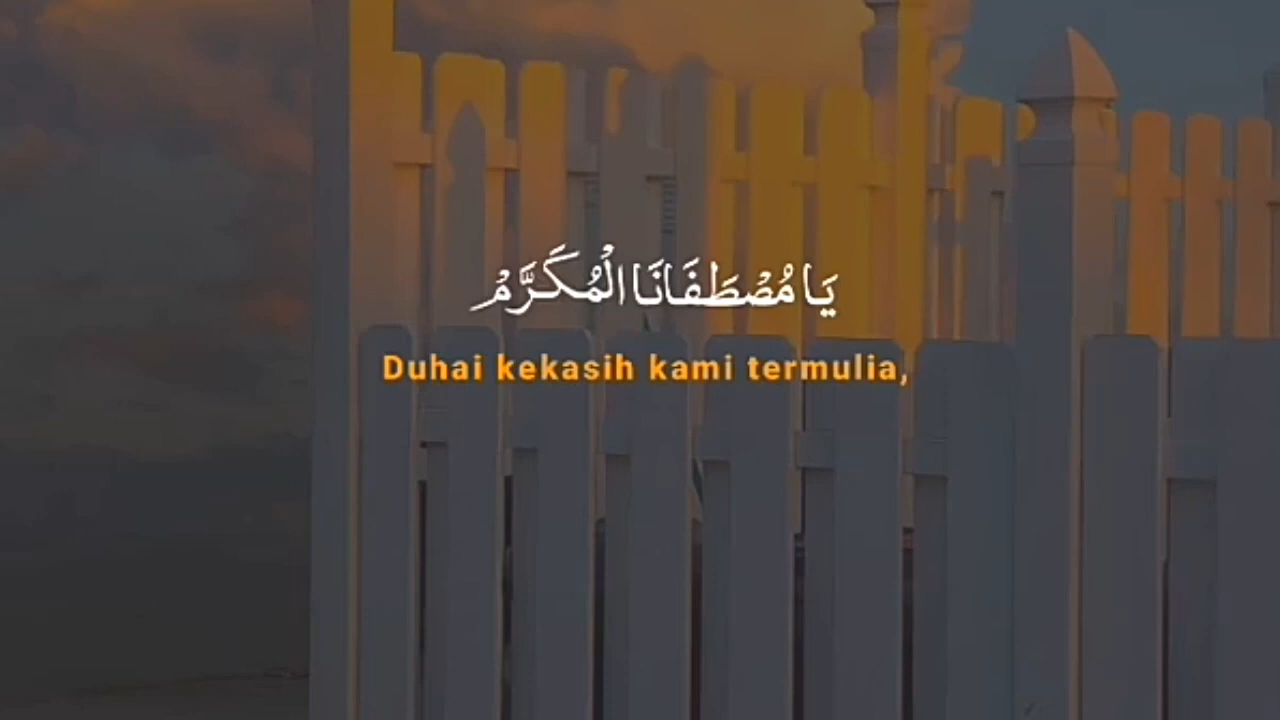 يَا مُصْطَفَانَا الْمُكَرَّمْ
Duhai kekasih kami termulia,